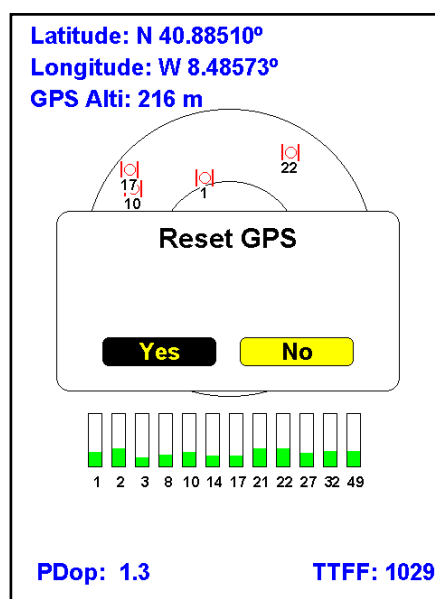 Latitude: N 40.88510º
Longitude: W 8.48573º
GPS Alti: 216 m
22
17
1
10
Reset GPS
Yes No
1 2 3 8 10 14 17 21 22 27 32 49
PDop: 1.3 TTFF: 1029